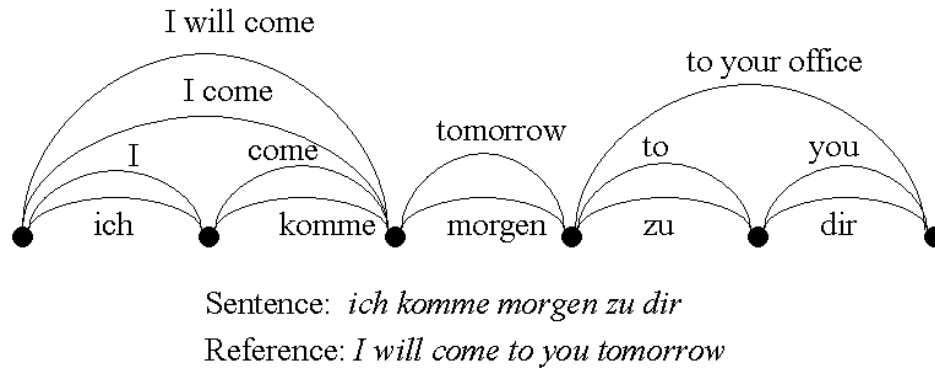 I will come
to your office
I come
tomorrow
I come to you
ich komme morgen zu dir
Sentence: ich komme morgen zu dir
Reference: I will come to you tomorrow